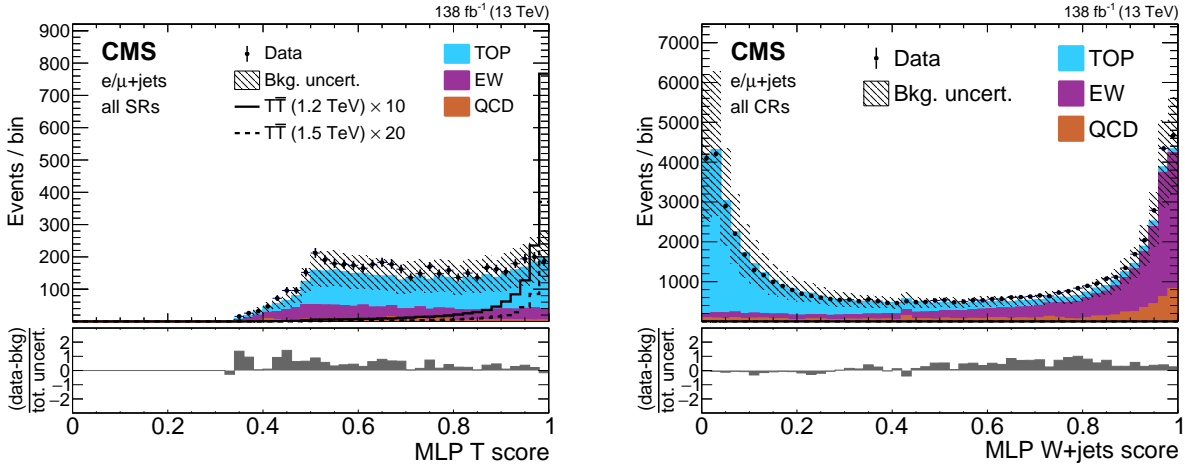 138 fb⁻¹ (13 TeV)
CMS
e/μ+jets
all SRs
Data
Bkg. uncert.
TT̅ (1.2 TeV) × 10
TT̅ (1.5 TeV) × 20
TOP
EW
QCD
Events / bin
900
800
700
600
500
400
300
200
100
(data-bkg)
tot. uncert.
2
1
0
−1
−2
0 0.2 0.4 0.6 0.8 1
MLP T score
138 fb⁻¹ (13 TeV)
CMS
e/μ+jets
all CRs
Data
Bkg. uncert.
TOP
EW
QCD
Events / bin
7000
6000
5000
4000
3000
2000
1000
(data-bkg)
tot. uncert.
2
1
0
−1
−2
0 0.2 0.4 0.6 0.8 1
MLP W+jets score